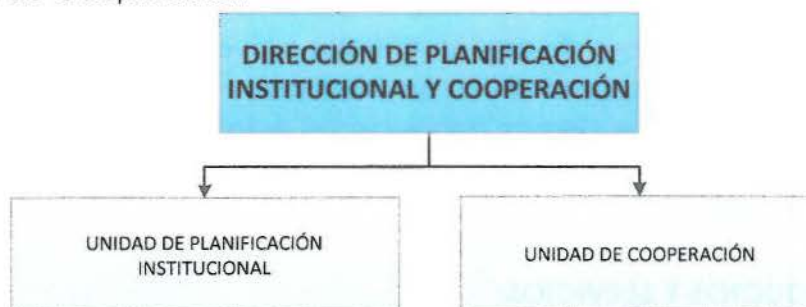 DIRECCIÓN DE PLANIFICACIÓN
INSTITUCIONAL Y COOPERACIÓN
UNIDAD DE PLANIFICACIÓN
INSTITUCIONAL
UNIDAD DE COOPERACIÓN